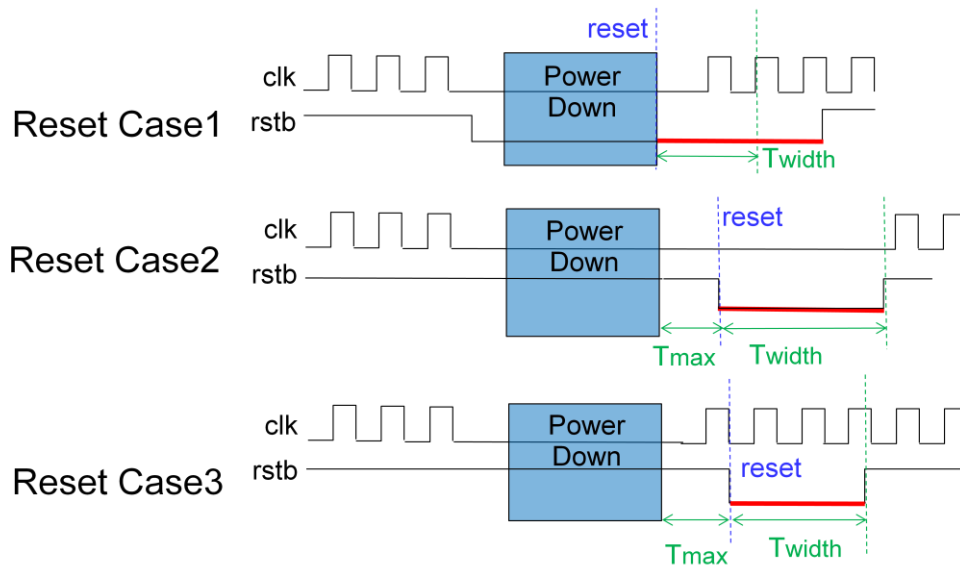 reset
clk
Power
Down
Reset Case1
rstb
Twidth
clk
Power
Down
reset
Reset Case2
rstb
Tmax
Twidth
clk
Power
Down
Reset Case3
rstb
reset
Tmax
Twidth